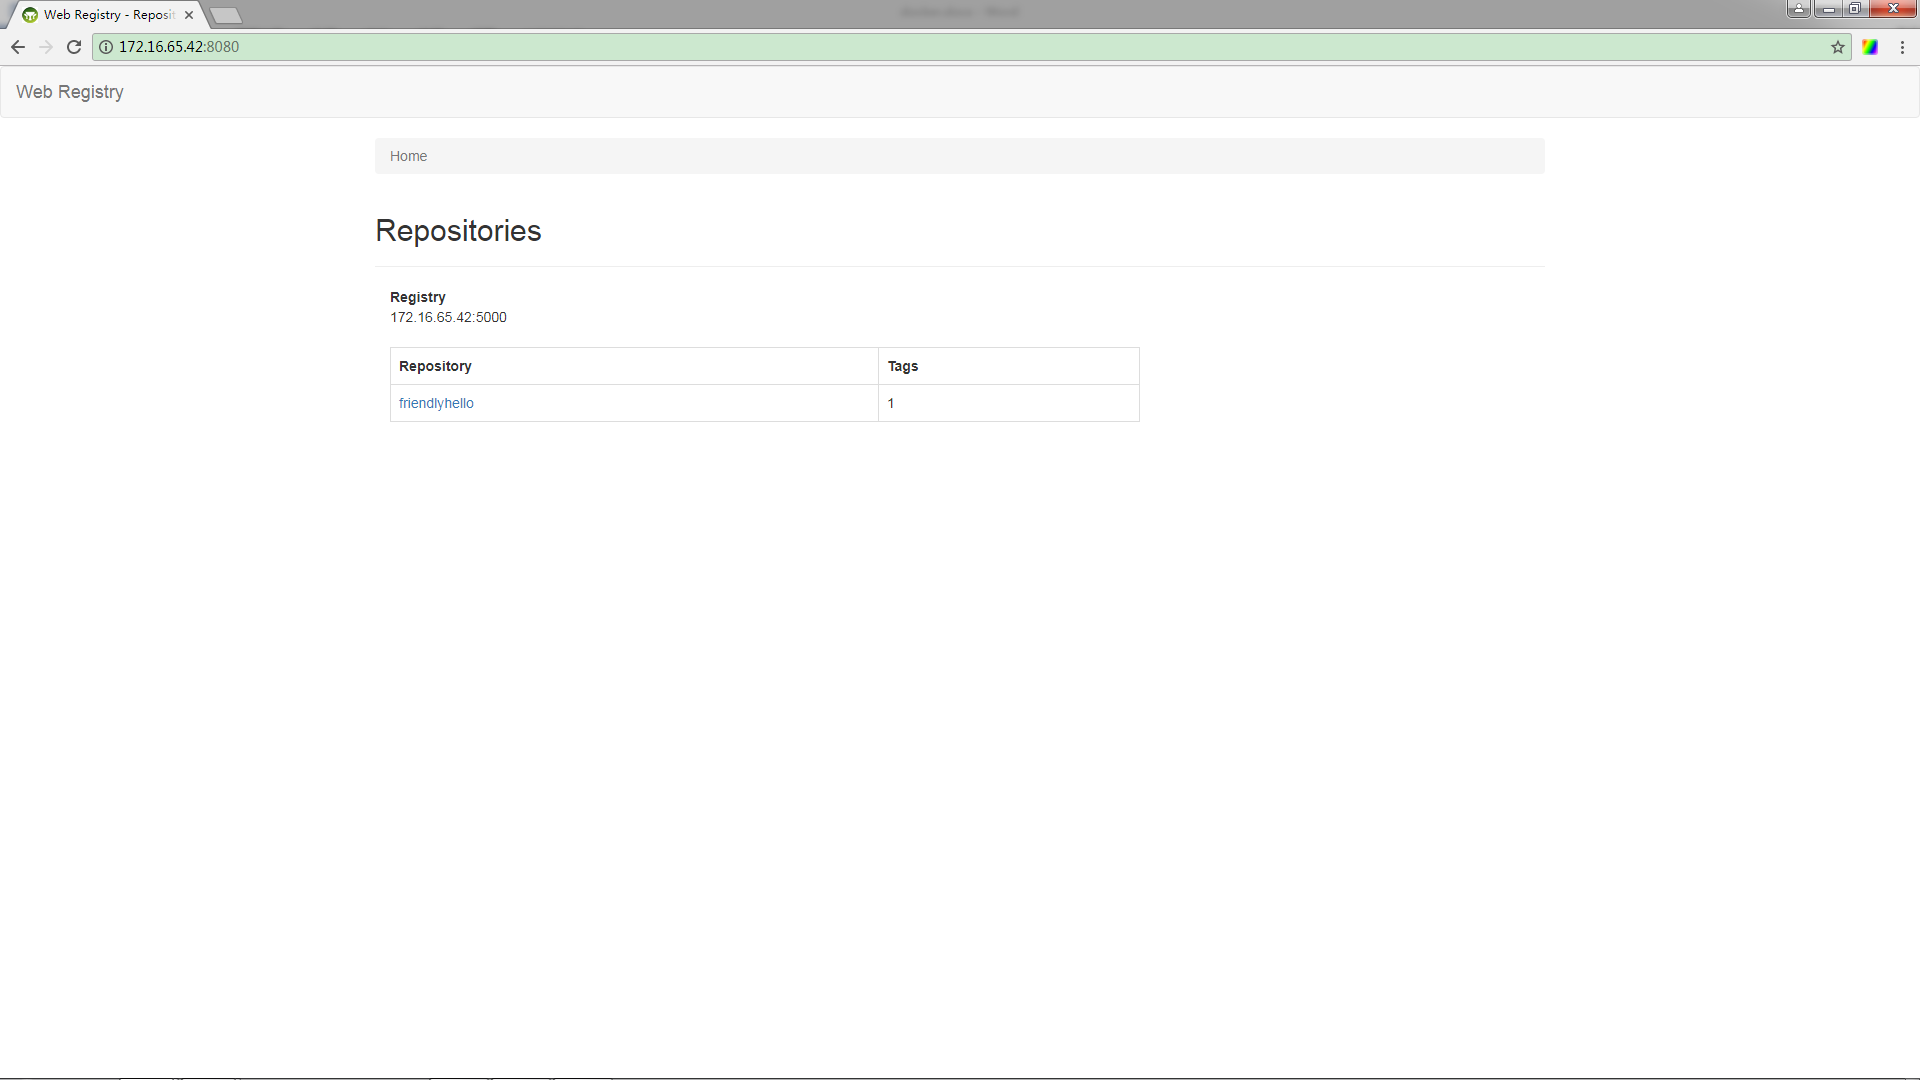 Web Registry - Reposit
172.16.65.42:8080
Web Registry
Home
Repositories
Registry
172.16.65.42:5000
Repository Tags
friendlyhello 1